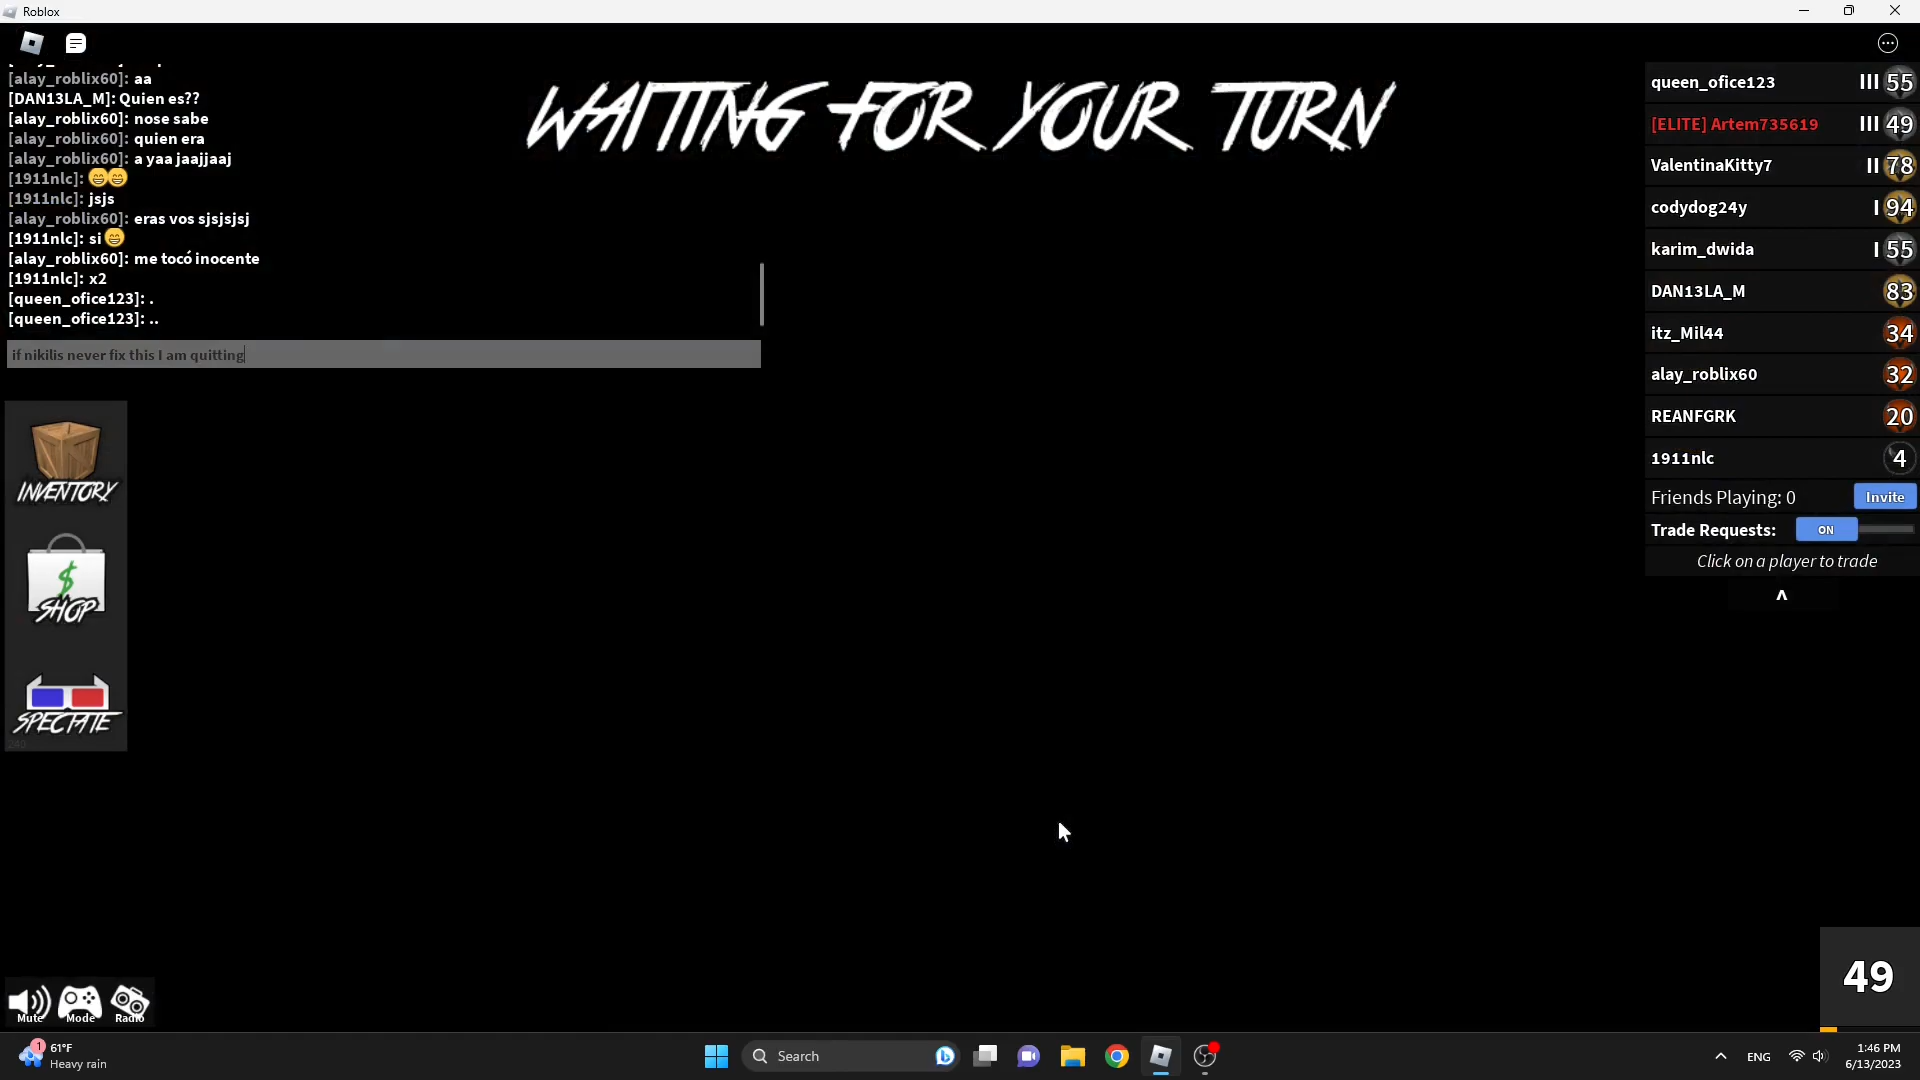 Roblox
[alay_roblix60]: aa
[DAN13LA_M]: Quien es??
[alay_roblix60]: nose sabe
[alay_roblix60]: quien era
[alay_roblix60]: a yaa jaajjaaj
[1911nlc]: 😁😁
[1911nlc]: jsjs
[alay_roblix60]: eras vos sjsjsjsj
[1911nlc]: si😁
[alay_roblix60]: me tocó inocente
[1911nlc]: x2
[queen_ofice123]: .
[queen_ofice123]: ..
if nikilis never fix this I am quitting
WAITING FOR YOUR TURN
queen_ofice123 III 55
[ELITE] Artem735619 III 49
ValentinaKitty7 II 78
codydog24y I 94
karim_dwida I 55
DAN13LA_M 83
itz_Mil44 34
alay_roblix60 32
REANFGRK 20
1911nlc 4
Friends Playing: 0 Invite
Trade Requests: ON
Click on a player to trade
^
INVENTORY
$
SHOP
SPECTATE
240
49
Mute Mode Radio
1
61°F
Heavy rain
Search
ENG
1:46 PM
6/13/2023